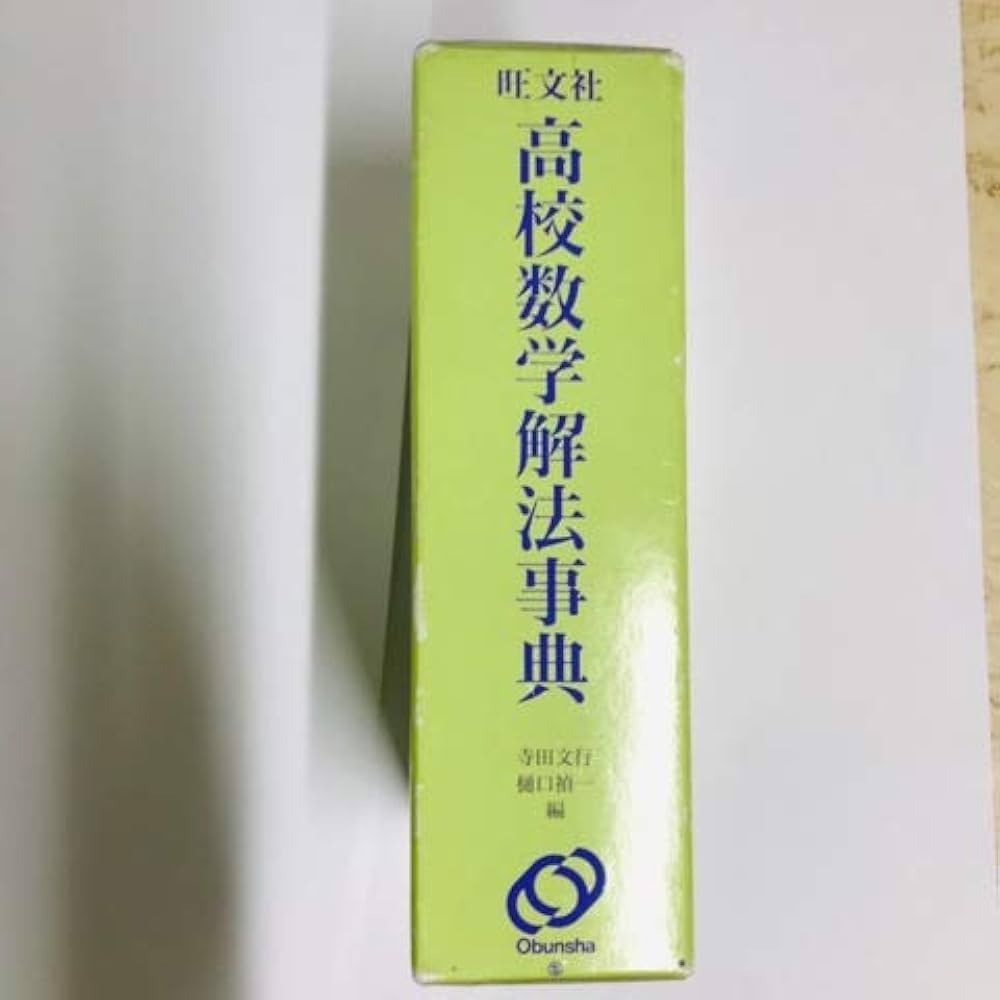 旺文社
高校数学解法事典
寺田文行
樋口禎一
編
Obunsha